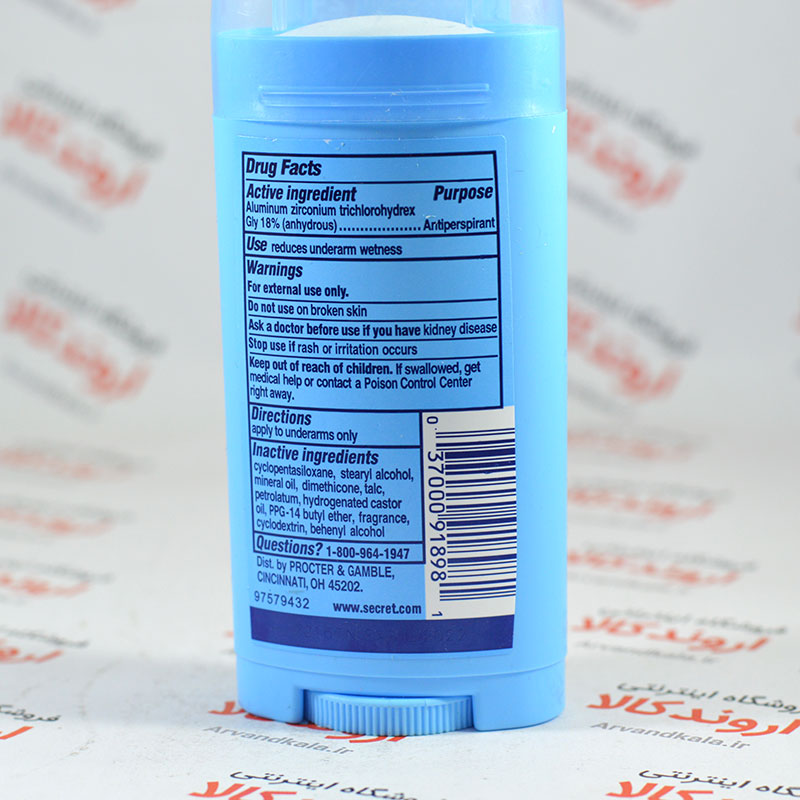 Drug Facts
Active ingredient Purpose
Aluminum zirconium trichlorohydrex
Gly 18% (anhydrous)....................Antiperspirant
Use reduces underarm wetness
Warnings
For external use only.
Do not use on broken skin
Ask a doctor before use if you have kidney disease
Stop use if rash or irritation occurs
Keep out of reach of children. If swallowed, get
medical help or contact a Poison Control Center
right away.
Directions
apply to underarms only
Inactive ingredients
cyclopentasiloxane, stearyl alcohol,
mineral oil, dimethicone, talc,
petrolatum, hydrogenated castor
oil, PPG-14 butyl ether, fragrance,
cyclodextrin, behenyl alcohol
Questions? 1-800-964-1947
Dist. by PROCTER & GAMBLE,
CINCINNATI, OH 45202.
97579432 www.secret.com
0 37000 91898 1
فروشگاه اینترنتی
اروند کالا
Arvandkala.ir